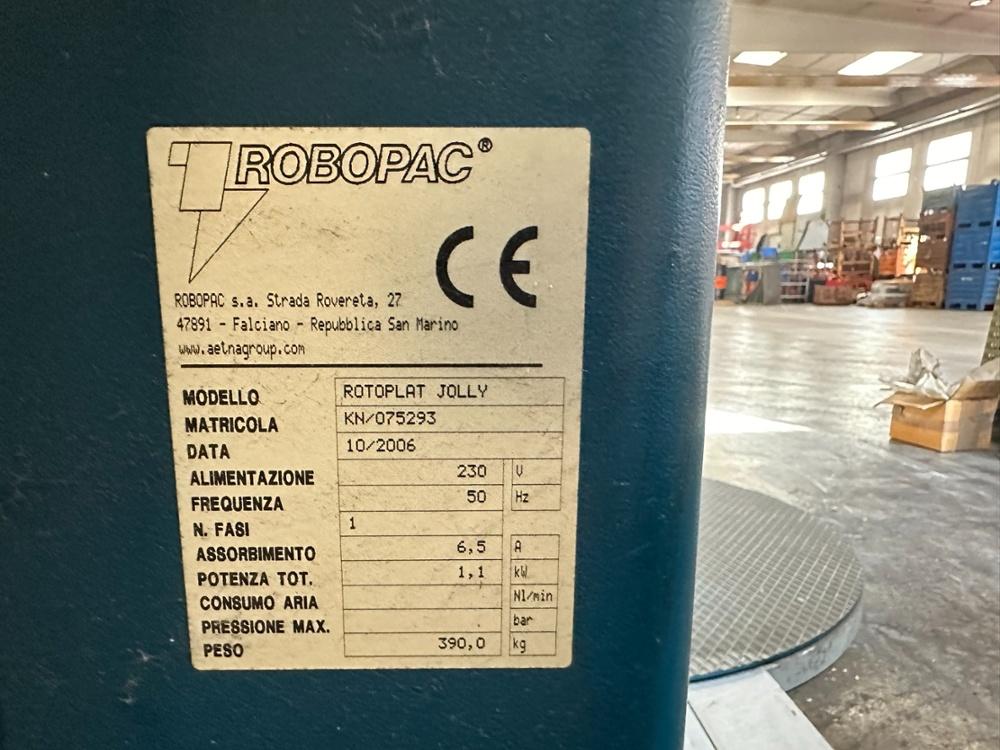 ROBOPAC®
CE
ROBOPAC s.a. Strada Rovereta, 27
47891 - Falciano - Repubblica San Marino
www.aetnagroup.com
MODELLO ROTOPLAT JOLLY
MATRICOLA KN/075293
DATA 10/2006
ALIMENTAZIONE 230 V
FREQUENZA 50 Hz
N. FASI 1
ASSORBIMENTO 6,5 A
POTENZA TOT. 1,1 kW
CONSUMO ARIA Nl/min
PRESSIONE MAX. bar
PESO 390,0 kg